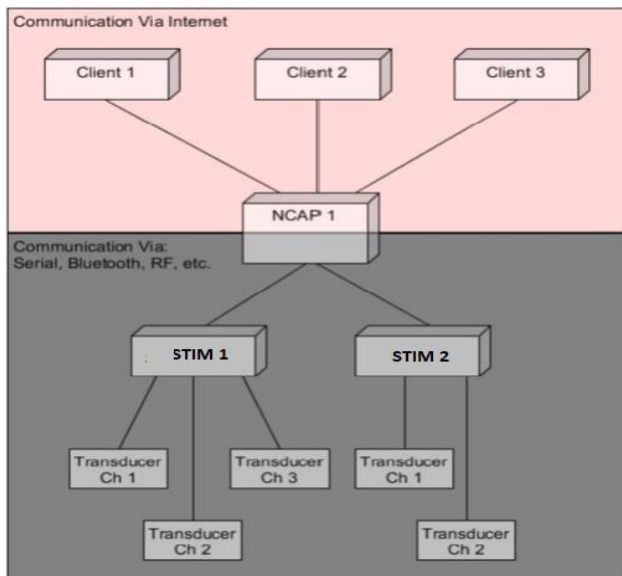 Communication Via Internet
Client 1
Client 2
Client 3
NCAP 1
Communication Via:
Serial, Bluetooth, RF, etc.
STIM 1
STIM 2
Transducer
Ch 1
Transducer
Ch 3
Transducer
Ch 1
Transducer
Ch 2
Transducer
Ch 2